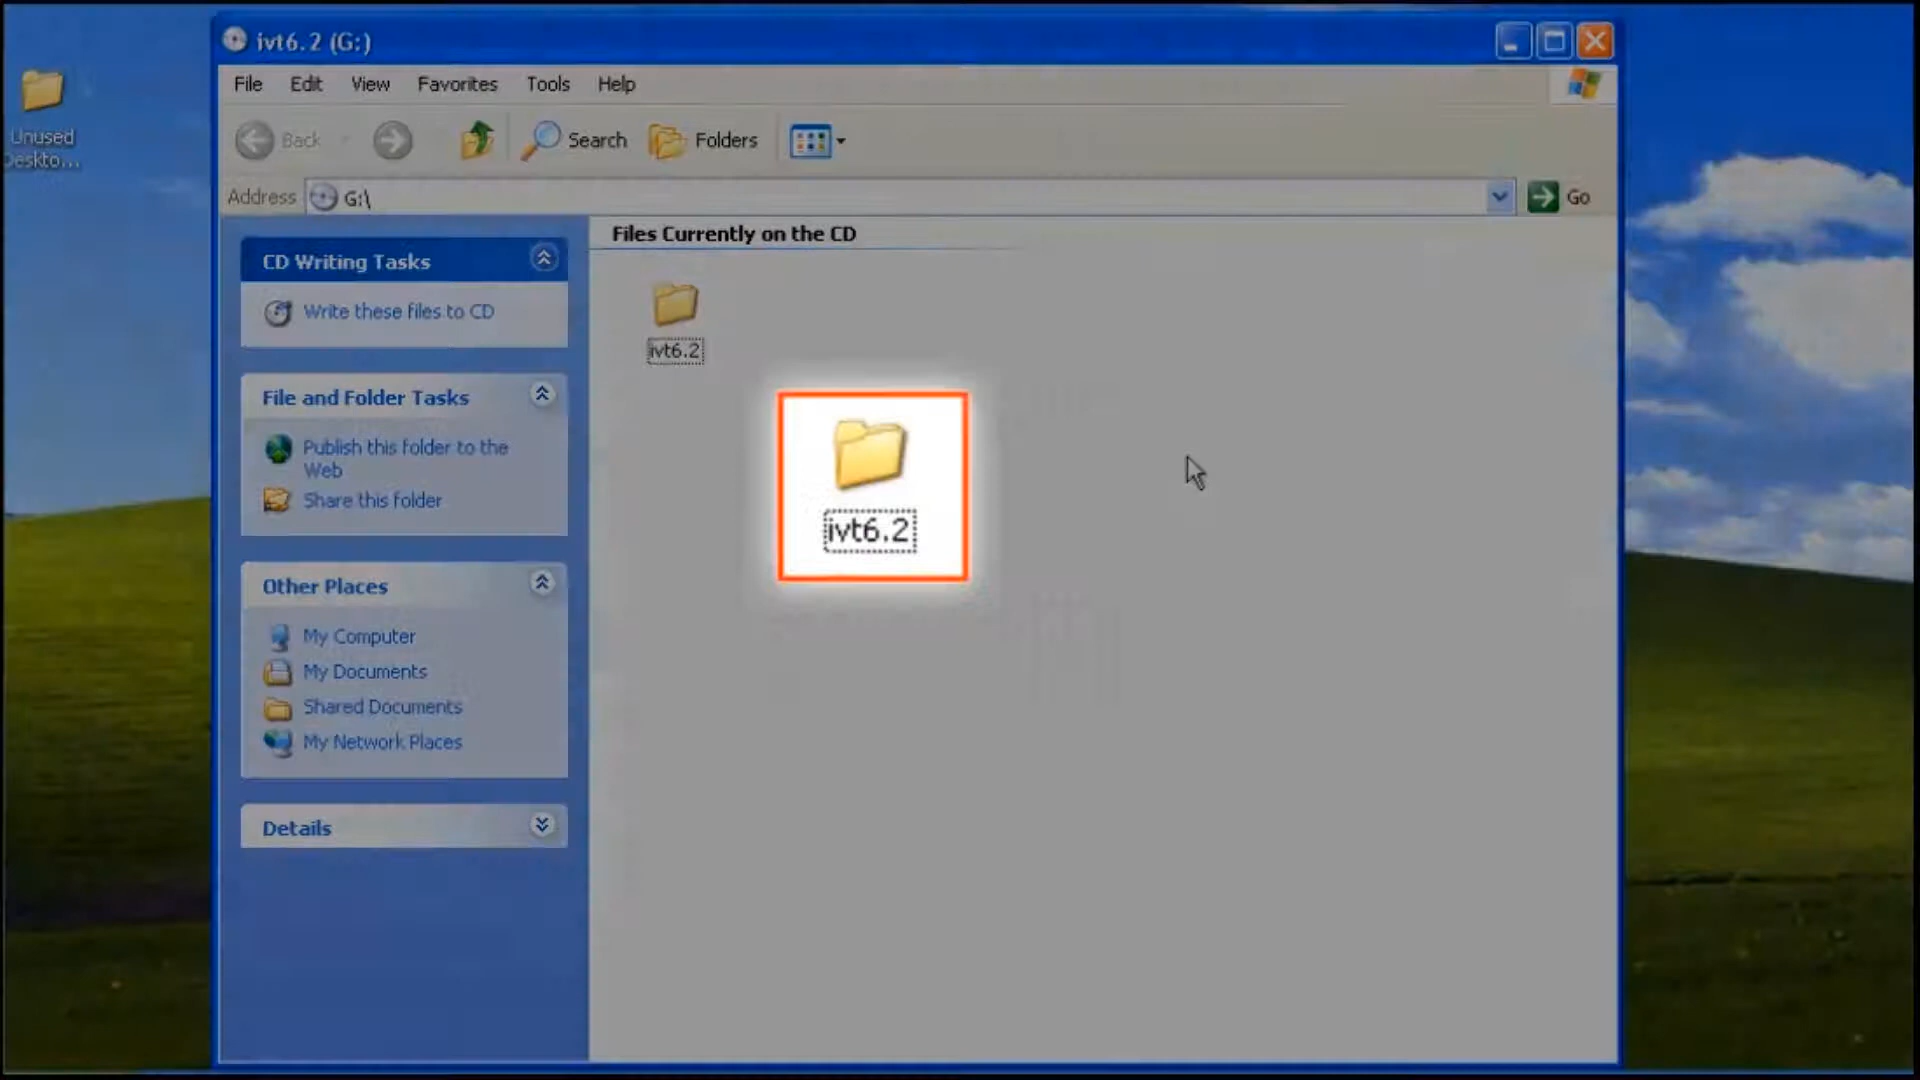 ivt6.2 (G:)
File Edit View Favorites Tools Help
Unused
Deskto...
Back Search Folders
Address G:\ Go
CD Writing Tasks
Write these files to CD
File and Folder Tasks
Publish this folder to the
Web
Share this folder
Other Places
My Computer
My Documents
Shared Documents
My Network Places
Details
Files Currently on the CD
ivt6.2
ivt6.2